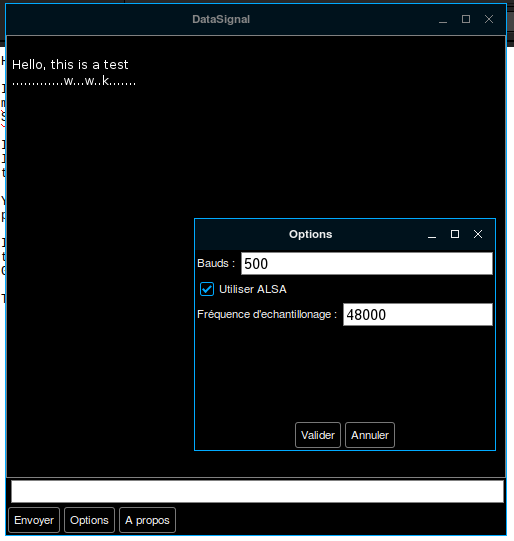 DataSignal
Hello, this is a test
.............w...w..k.......
Options
Bauds :
500
Utiliser ALSA
Fréquence d'echantillonage :
48000
Valider
Annuler
Envoyer
Options
A propos